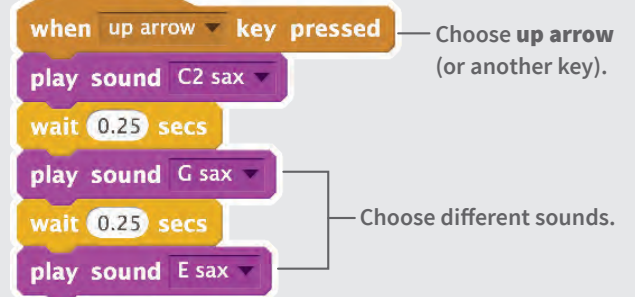 when up arrow key pressed
Choose up arrow
(or another key).
play sound C2 sax
wait 0.25 secs
play sound G sax
Choose different sounds.
wait 0.25 secs
play sound E sax